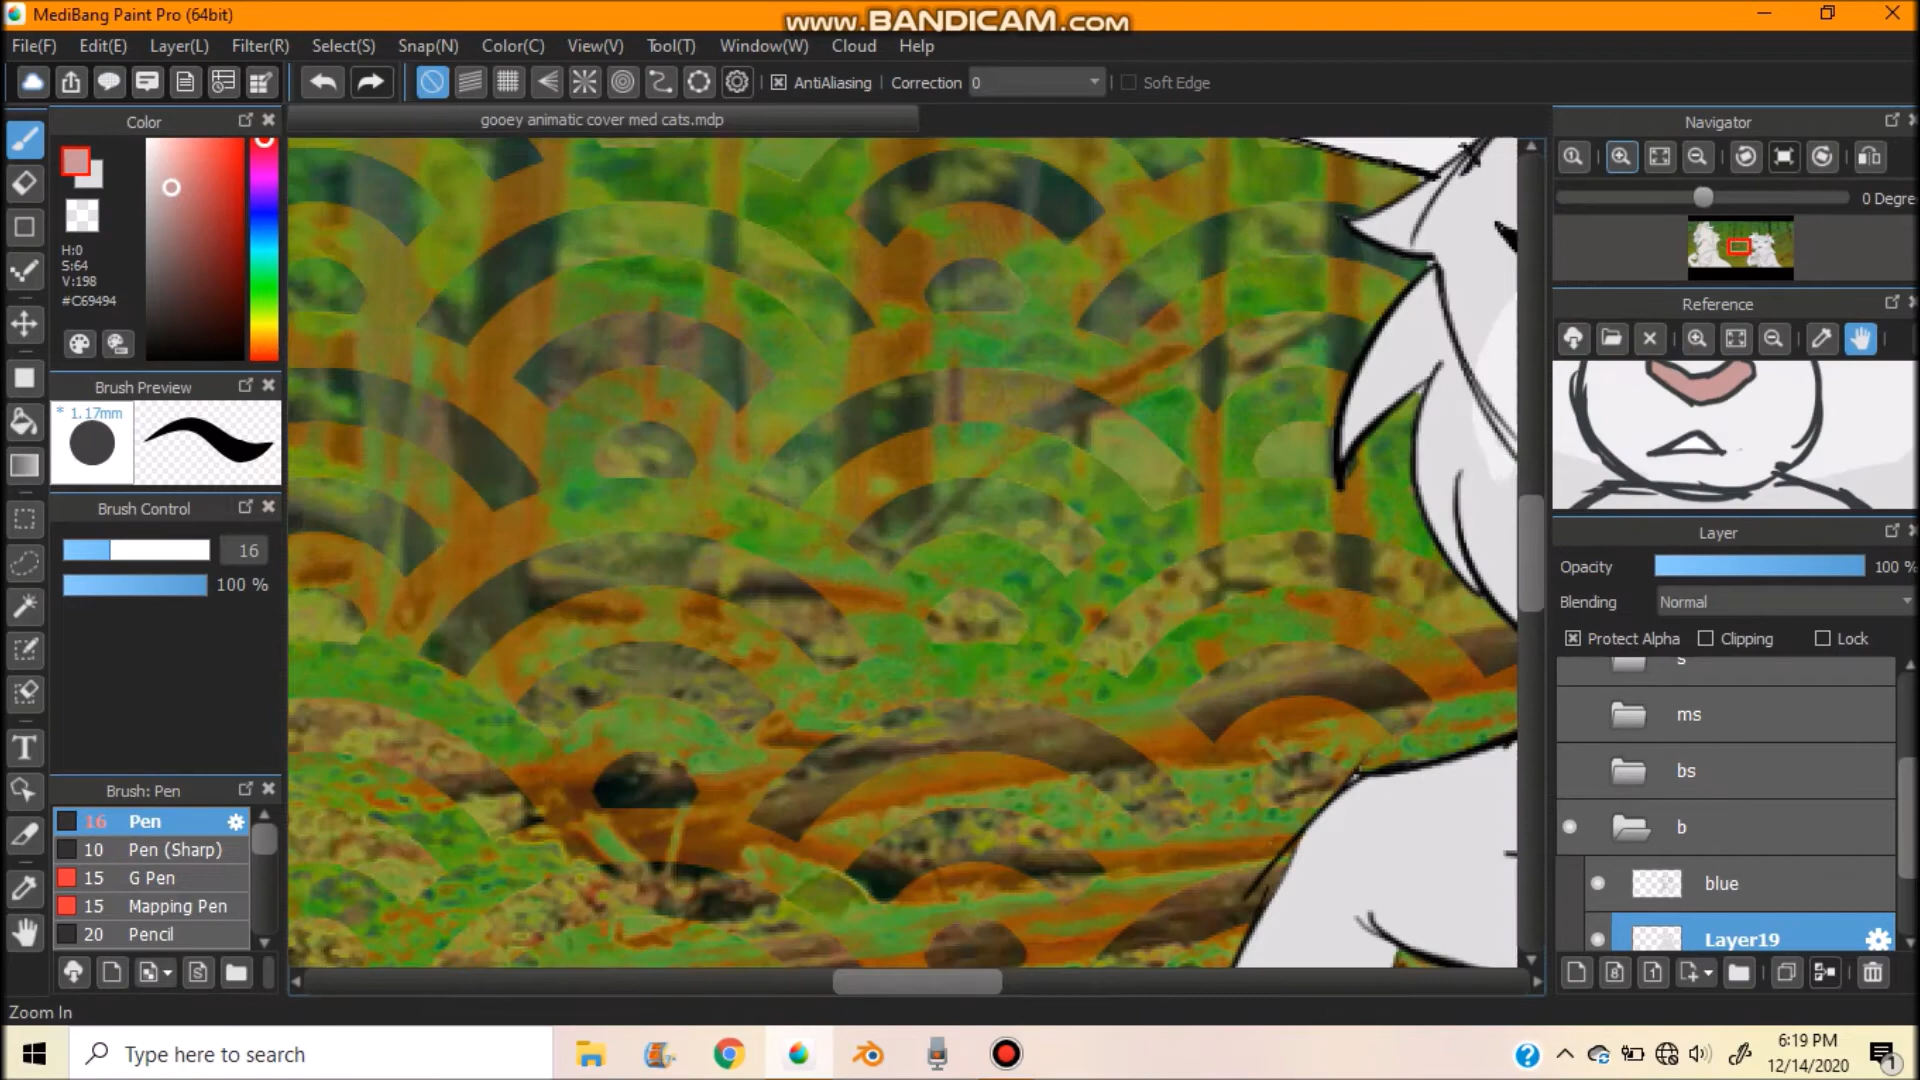 MediBang Paint Pro (64bit)
www.BANDICAM.com
File(F) Edit(E) Layer(L) Filter(R) Select(S) Snap(N) Color(C) View(V) Tool(T) Window(W) Cloud Help
AntiAliasing Correction 0 Soft Edge
Color
gooey animatic cover med cats.mdp
Navigator
H:0
S:64
V:198
#C69494
0 Degre
Reference
Brush Preview
* 1.17mm
Brush Control
16
100 %
Layer
Opacity 100 %
Blending Normal
Protect Alpha Clipping Lock
s
ms
bs
b
blue
Layer19
Brush: Pen
16 Pen
10 Pen (Sharp)
15 G Pen
15 Mapping Pen
20 Pencil
Zoom In
Type here to search
6:19 PM
12/14/2020
1